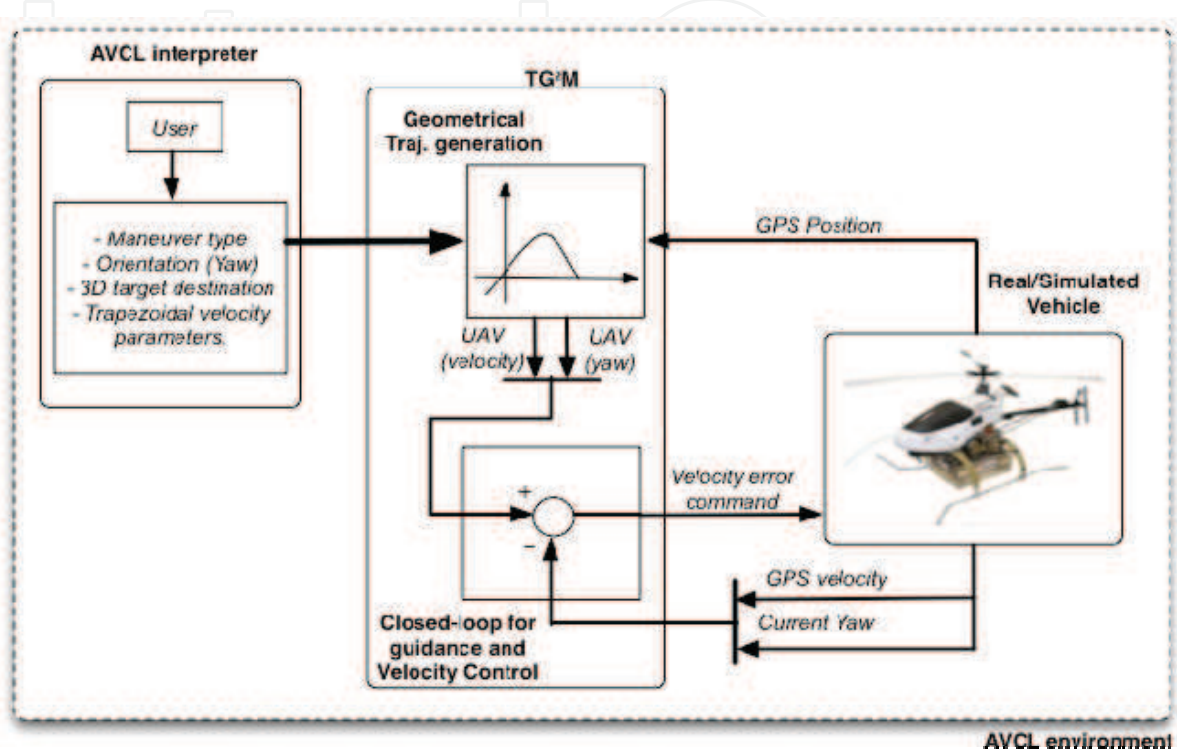 AVCL interpreter
User
- Maneuver type
- Orientation (Yaw)
- 3D target destination
- Trapezoidal velocity
parameters.
TG²M
Geometrical
Traj. generation
UAV
(velocity)
UAV
(yaw)
+
-
Closed-loop for
guidance and
Velocity Control
GPS Position
Real/Simulated
Vehicle
Velocity error
command
GPS velocity
Current Yaw
AVCL environment